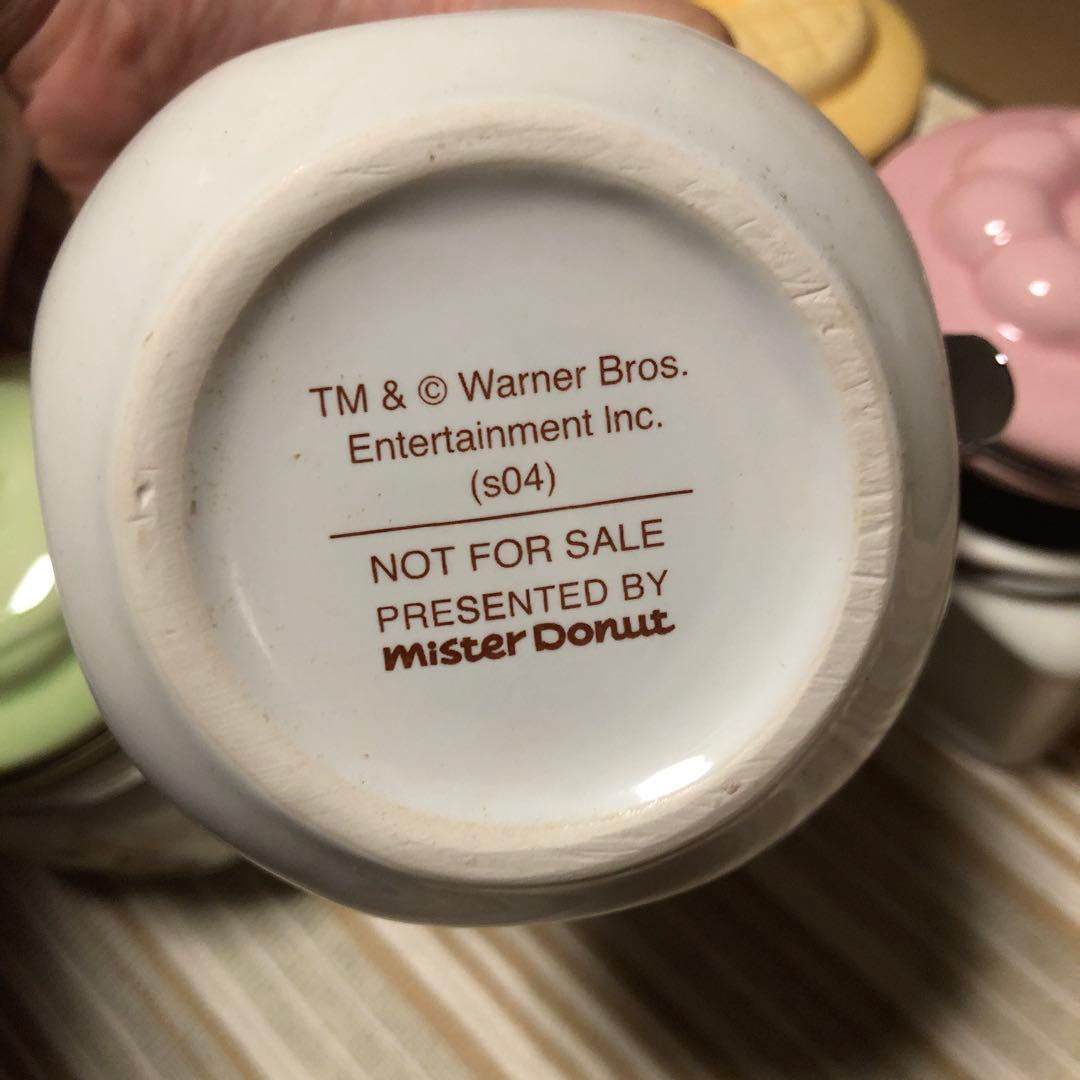 TM & © Warner Bros.
Entertainment Inc.
(s04)
NOT FOR SALE
PRESENTED BY
mister Donut